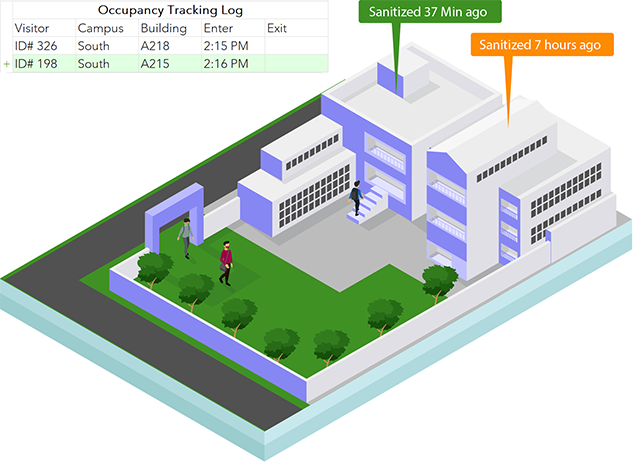 Occupancy Tracking Log
Visitor Campus Building Enter Exit
ID# 326 South A218 2:15 PM
+ ID# 198 South A215 2:16 PM
Sanitized 37 Min ago
Sanitized 7 hours ago